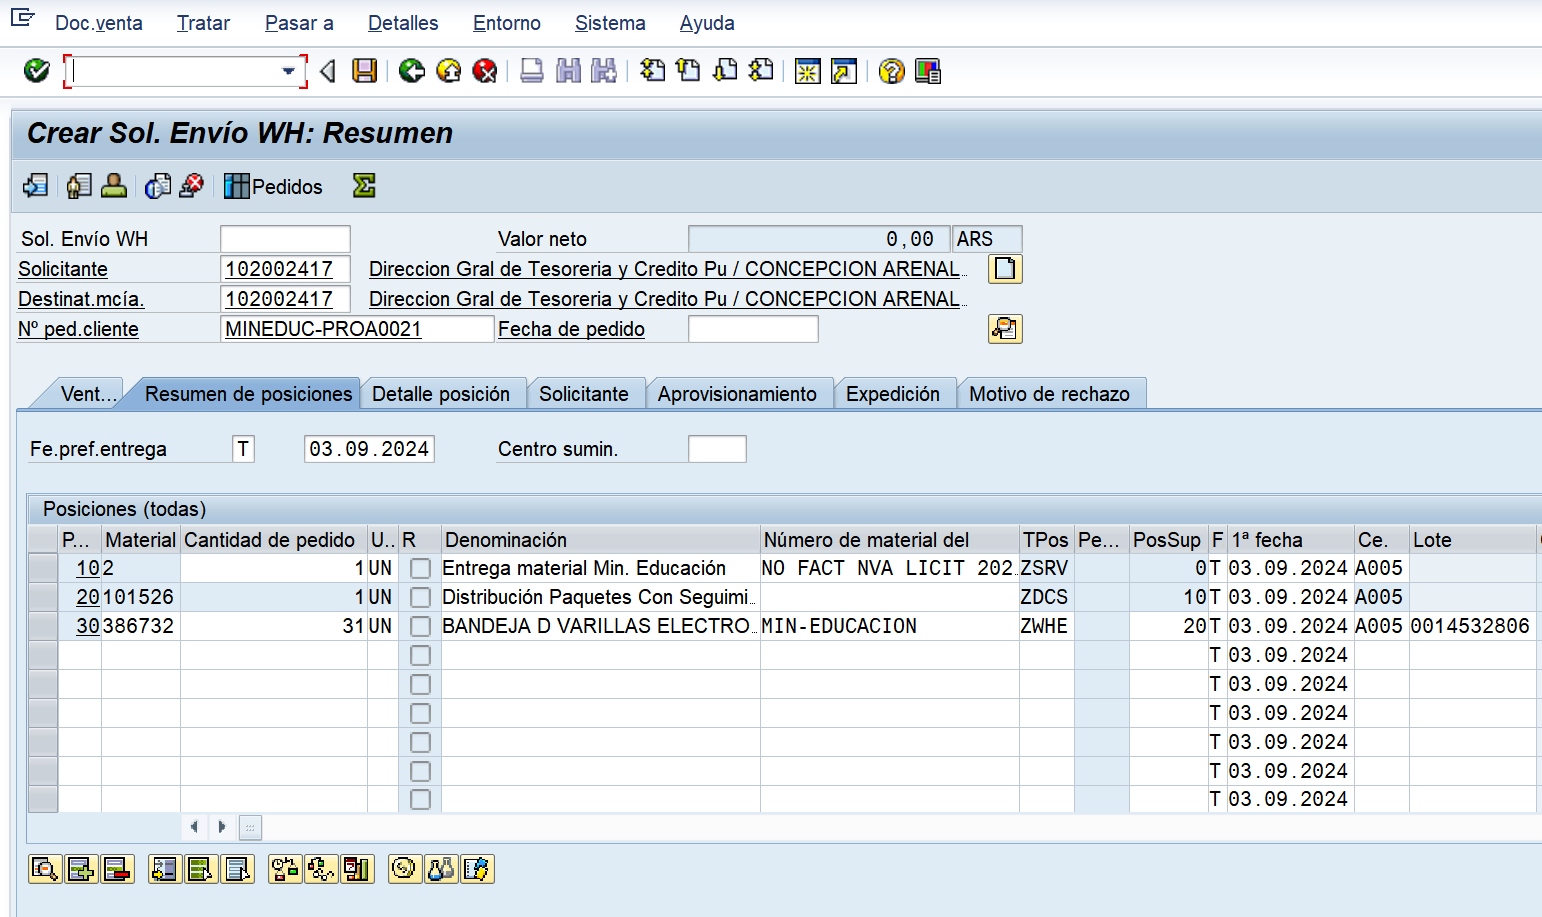 Doc.venta Tratar Pasar a Detalles Entorno Sistema Ayuda
Crear Sol. Envío WH: Resumen
Pedidos
Sol. Envío WH Valor neto 0,00 ARS
Solicitante 102002417 Direccion Gral de Tesoreria y Credito Pu / CONCEPCION ARENAL..
Destinat.mcía. 102002417 Direccion Gral de Tesoreria y Credito Pu / CONCEPCION ARENAL..
Nº ped.cliente MINEDUC-PROA0021 Fecha de pedido
Vent... Resumen de posiciones Detalle posición Solicitante Aprovisionamiento Expedición Motivo de rechazo
Fe.pref.entrega T 03.09.2024 Centro sumin.
Posiciones (todas)
P... Material Cantidad de pedido U.. R Denominación Número de material del TPos Pe... PosSup F 1ª fecha Ce. Lote
10 2 1 UN Entrega material Min. Educación NO FACT NVA LICIT 202.. ZSRV 0 T 03.09.2024 A005
20 101526 1 UN Distribución Paquetes Con Seguimi.. ZDCS 10 T 03.09.2024 A005
30 386732 31 UN BANDEJA D VARILLAS ELECTRO.. MIN-EDUCACION ZWHE 20 T 03.09.2024 A005 0014532806
T 03.09.2024
T 03.09.2024
T 03.09.2024
T 03.09.2024
T 03.09.2024
T 03.09.2024